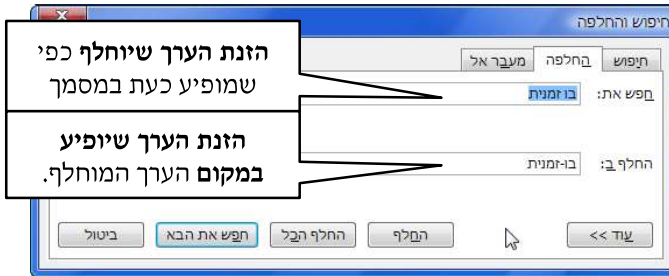 חיפוש והחלפה
חיפוש החלפה מעבר אל
הזנת הערך שיוחלף כפי
שמופיע כעת במסמך
חפש את: בו זמנית
הזנת הערך שיופיע
במקום הערך המוחלף.
החלף ב: בו-זמנית
עוד >> החלף החלף הכל חפש את הבא ביטול